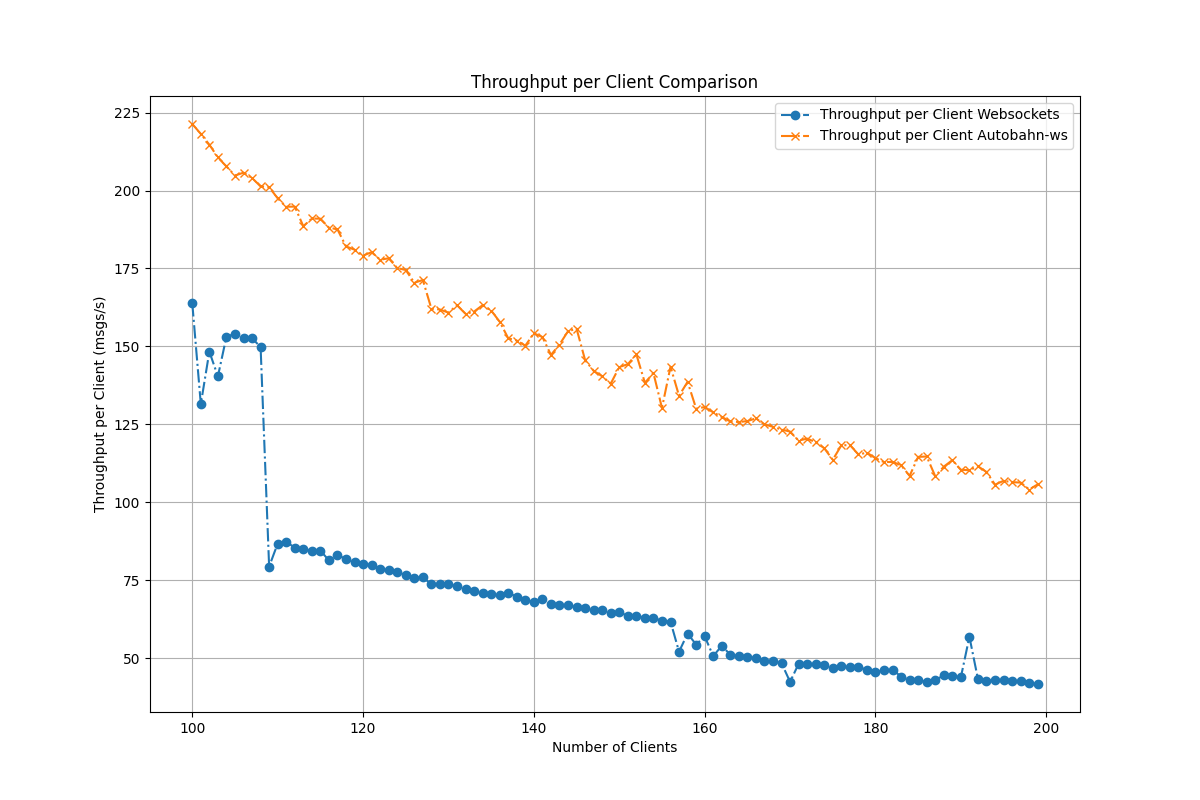 Throughput per Client Comparison
Throughput per Client Websockets
Throughput per Client Autobahn-ws
Throughput per Client (msgs/s)
225
200
175
150
125
100
75
50
100 120 140 160 180 200
Number of Clients